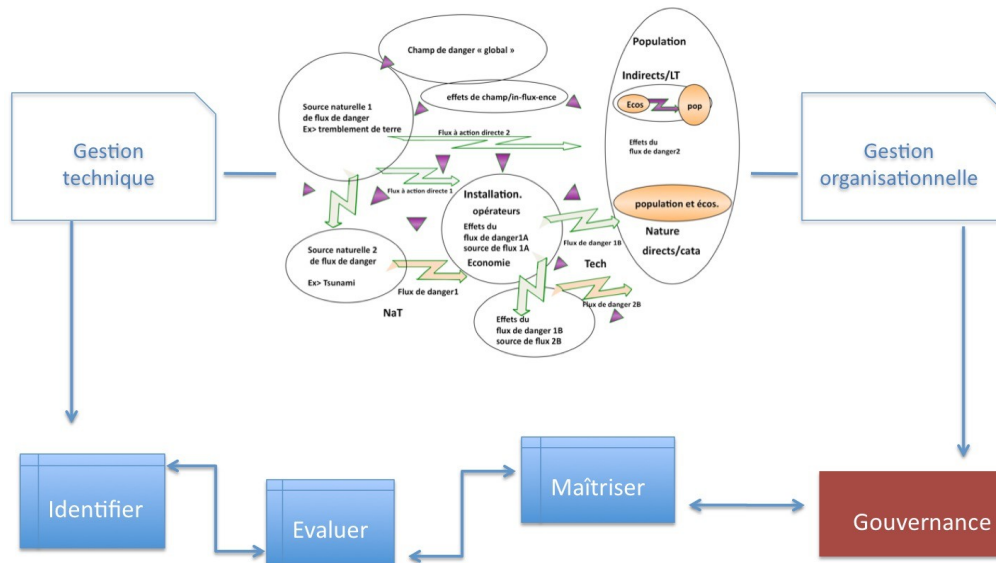 Champ de danger « global »
effets de champ/in-flux-ence
Source naturelle 1
de flux de danger
Ex> tremblement de terre
Flux à action directe 2
Flux à action directe 1
Population
Indirects/LT
Ecos
pop
Effets du
flux de danger2
population et écos.
Nature
directs/cata
Gestion
technique
Gestion
organisationnelle
Installation.
opérateurs
Effets du
flux de danger1A
source de flux 1A
Economie
Flux de danger 1B
Source naturelle 2
de flux de danger
Ex> Tsunami
Flux de danger1
NaT
Tech
Flux de danger 2B
Effets du
flux de danger 1B
source de flux 2B
Identifier
Evaluer
Maîtriser
Gouvernance